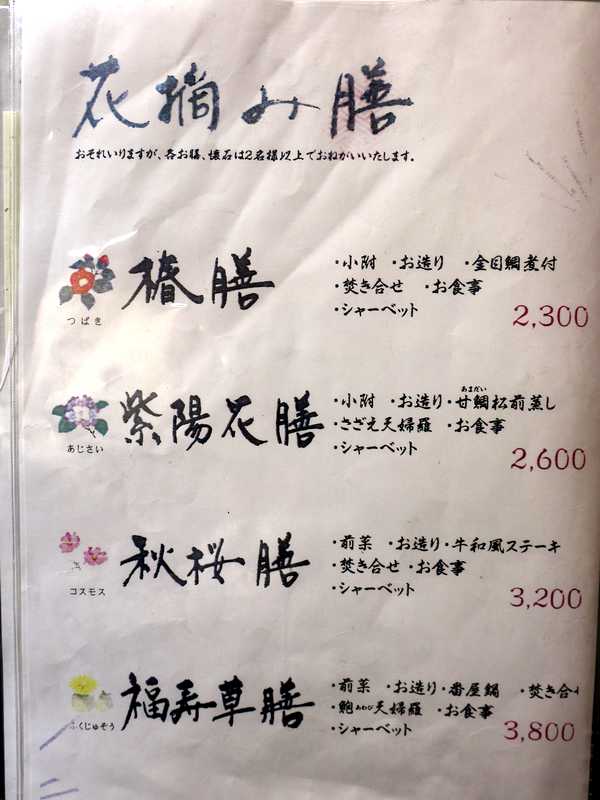 花摘み膳
おそれいりますが、各お膳、懐石は2名様以上でおねがいいたします。
椿膳
つばき
・小附 ・お造り ・金目鯛煮付
・焚き合せ ・お食事
・シャーベット
2,300
紫陽花膳
あじさい
あまだい
・小附 ・お造り ・甘鯛松前蒸し
・さざえ天婦羅 ・お食事
・シャーベット
2,600
秋桜膳
コスモス
・前菜 ・お造り ・牛和風ステーキ
・焚き合せ ・お食事
・シャーベット
3,200
福寿草膳
ふくじゅそう
・前菜 ・お造り ・番屋鍋 ・焚き合
・鮑あわび天婦羅 ・お食事
・シャーベット
3,800